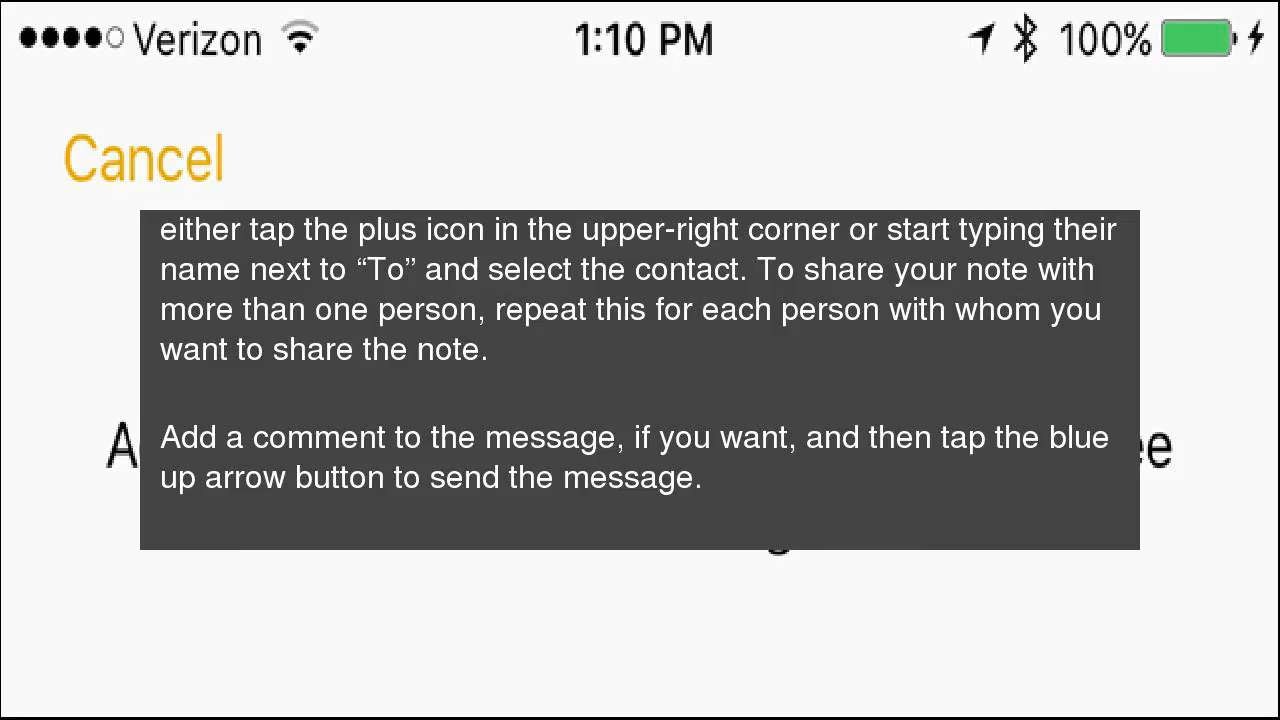 Verizon 1:10 PM 100%
Cancel
either tap the plus icon in the upper-right corner or start typing their
name next to “To” and select the contact. To share your note with
more than one person, repeat this for each person with whom you
want to share the note.
Add a comment to the message, if you want, and then tap the blue
up arrow button to send the message.